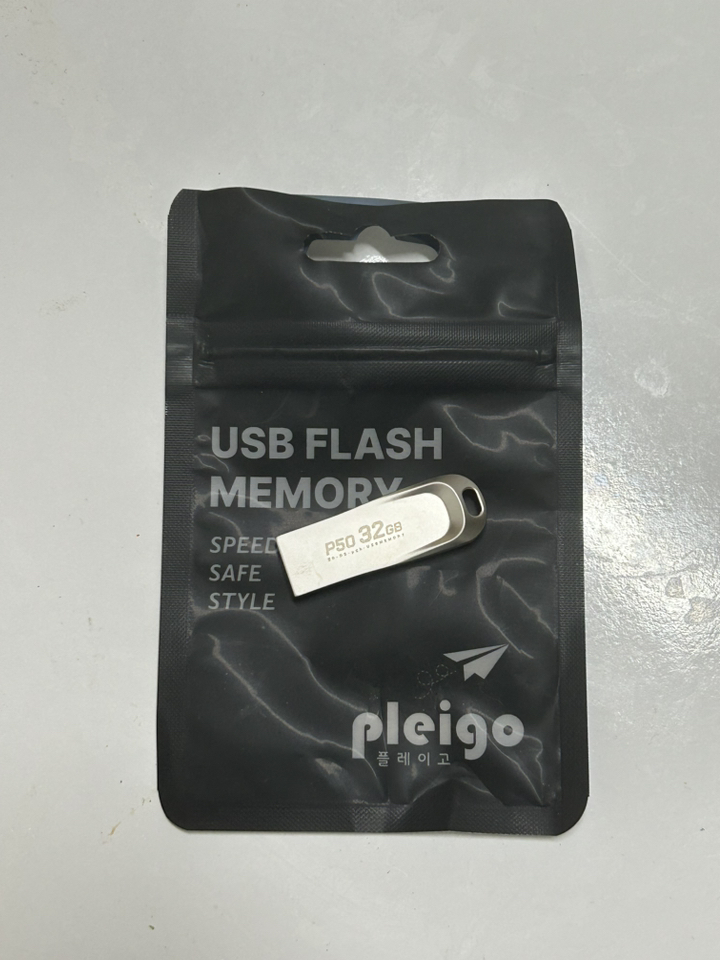 USB FLASH
MEMORY
P50 32GB
SPEED
SAFE
STYLE
pleigo
플레이고